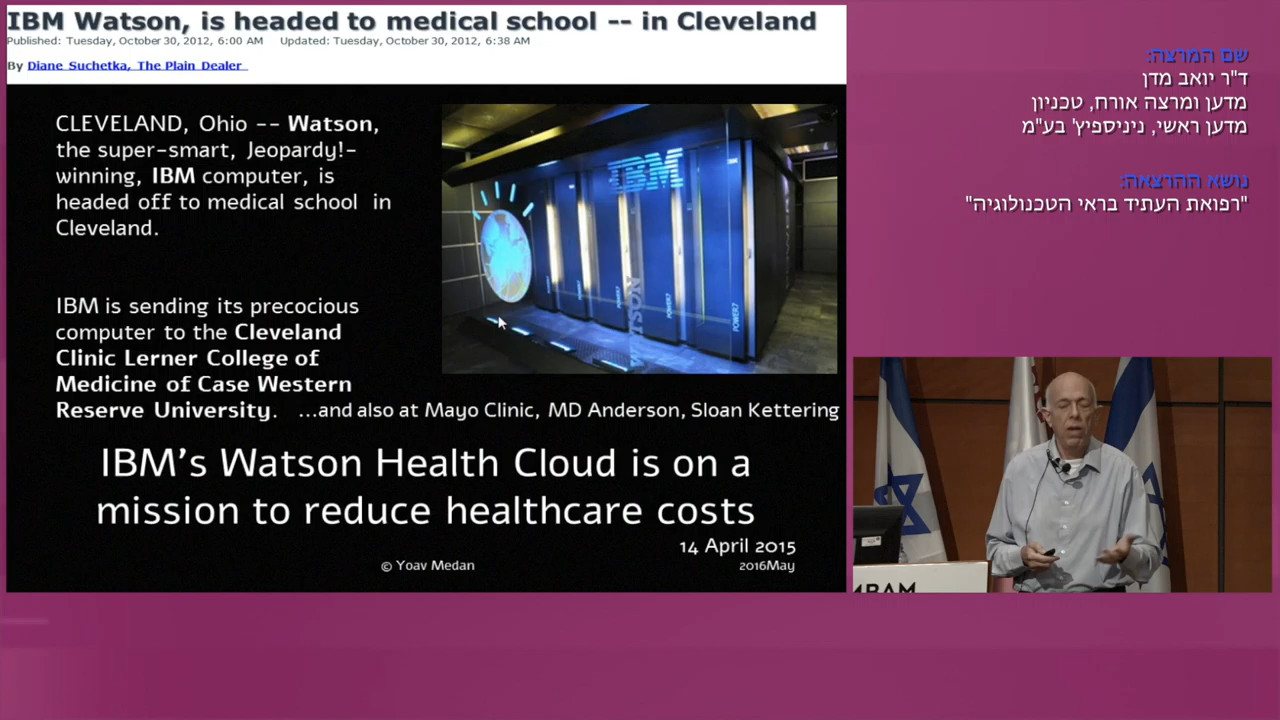 IBM Watson, is headed to medical school -- in Cleveland
Published: Tuesday, October 30, 2012, 6:00 AM Updated: Tuesday, October 30, 2012, 6:38 AM
By Diane Suchetka, The Plain Dealer
CLEVELAND, Ohio -- Watson,
the super-smart, Jeopardy!-
winning, IBM computer, is
headed off to medical school in
Cleveland.
IBM
WATSON
POWER7
POWER7
POWER7
IBM is sending its precocious
computer to the Cleveland
Clinic Lerner College of
Medicine of Case Western
Reserve University. ...and also at Mayo Clinic, MD Anderson, Sloan Kettering
IBM's Watson Health Cloud is on a
mission to reduce healthcare costs
14 April 2015
© Yoav Medan
2016May
שם המרצה:
ד"ר יואב מדן
מדען ומרצה אורח, טכניון
מדען ראשי, ניניספיץ' בע"מ
נושא ההרצאה:
"רפואת העתיד בראי הטכנולוגיה"